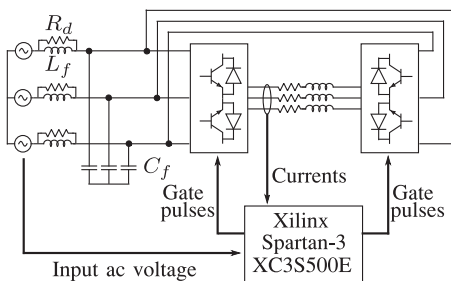 R_d
L_f
C_f
Currents
Gate
pulses
Gate
pulses
Xilinx
Spartan-3
XC3S500E
Input ac voltage